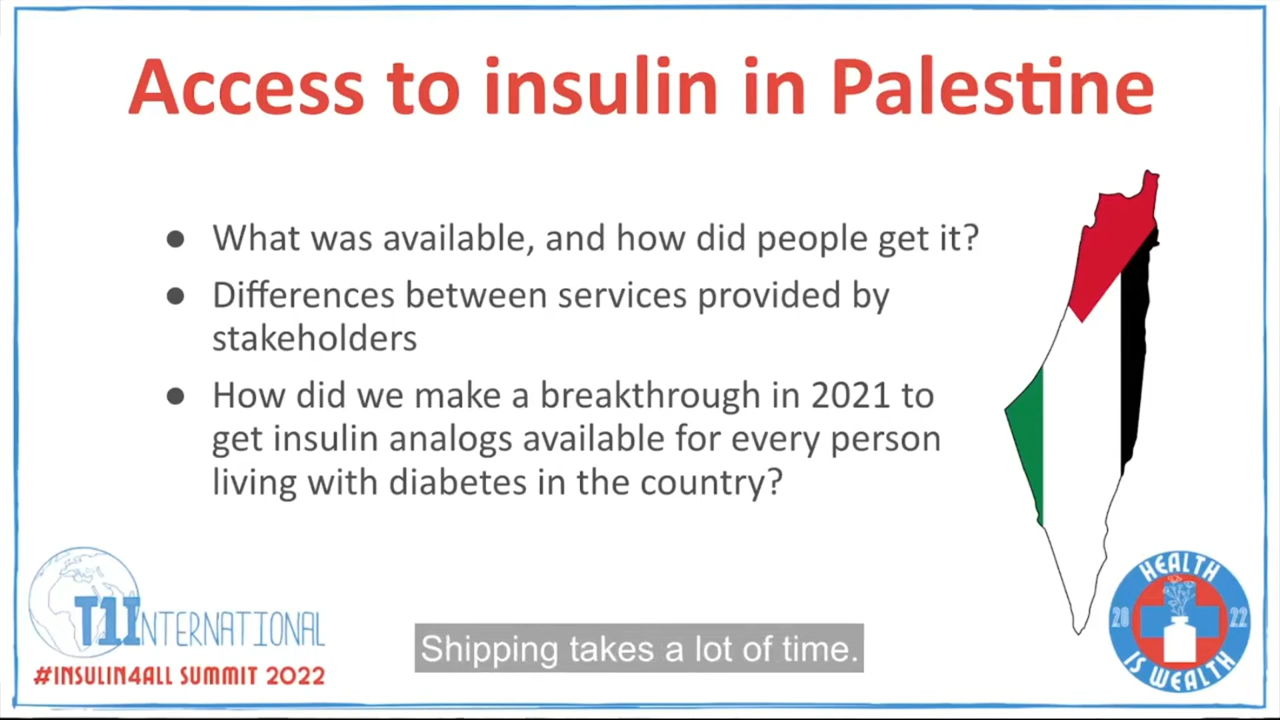 Access to insulin in Palestine
● What was available, and how did people get it?
● Differences between services provided by
stakeholders
● How did we make a breakthrough in 2021 to
get insulin analogs available for every person
living with diabetes in the country?
T1INTERNATIONAL
#INSULIN4ALL SUMMIT 2022
Shipping takes a lot of time.
HEALTH
20 22
IS WEALTH